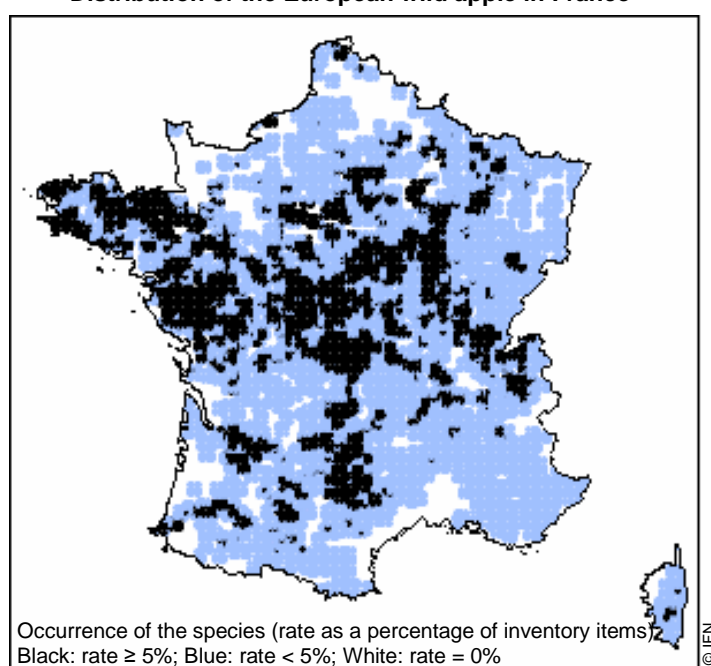 Distribution of the European wild apple in France
Occurrence of the species (rate as a percentage of inventory items)
Black: rate ≥ 5%; Blue: rate < 5%; White: rate = 0%
© IFN